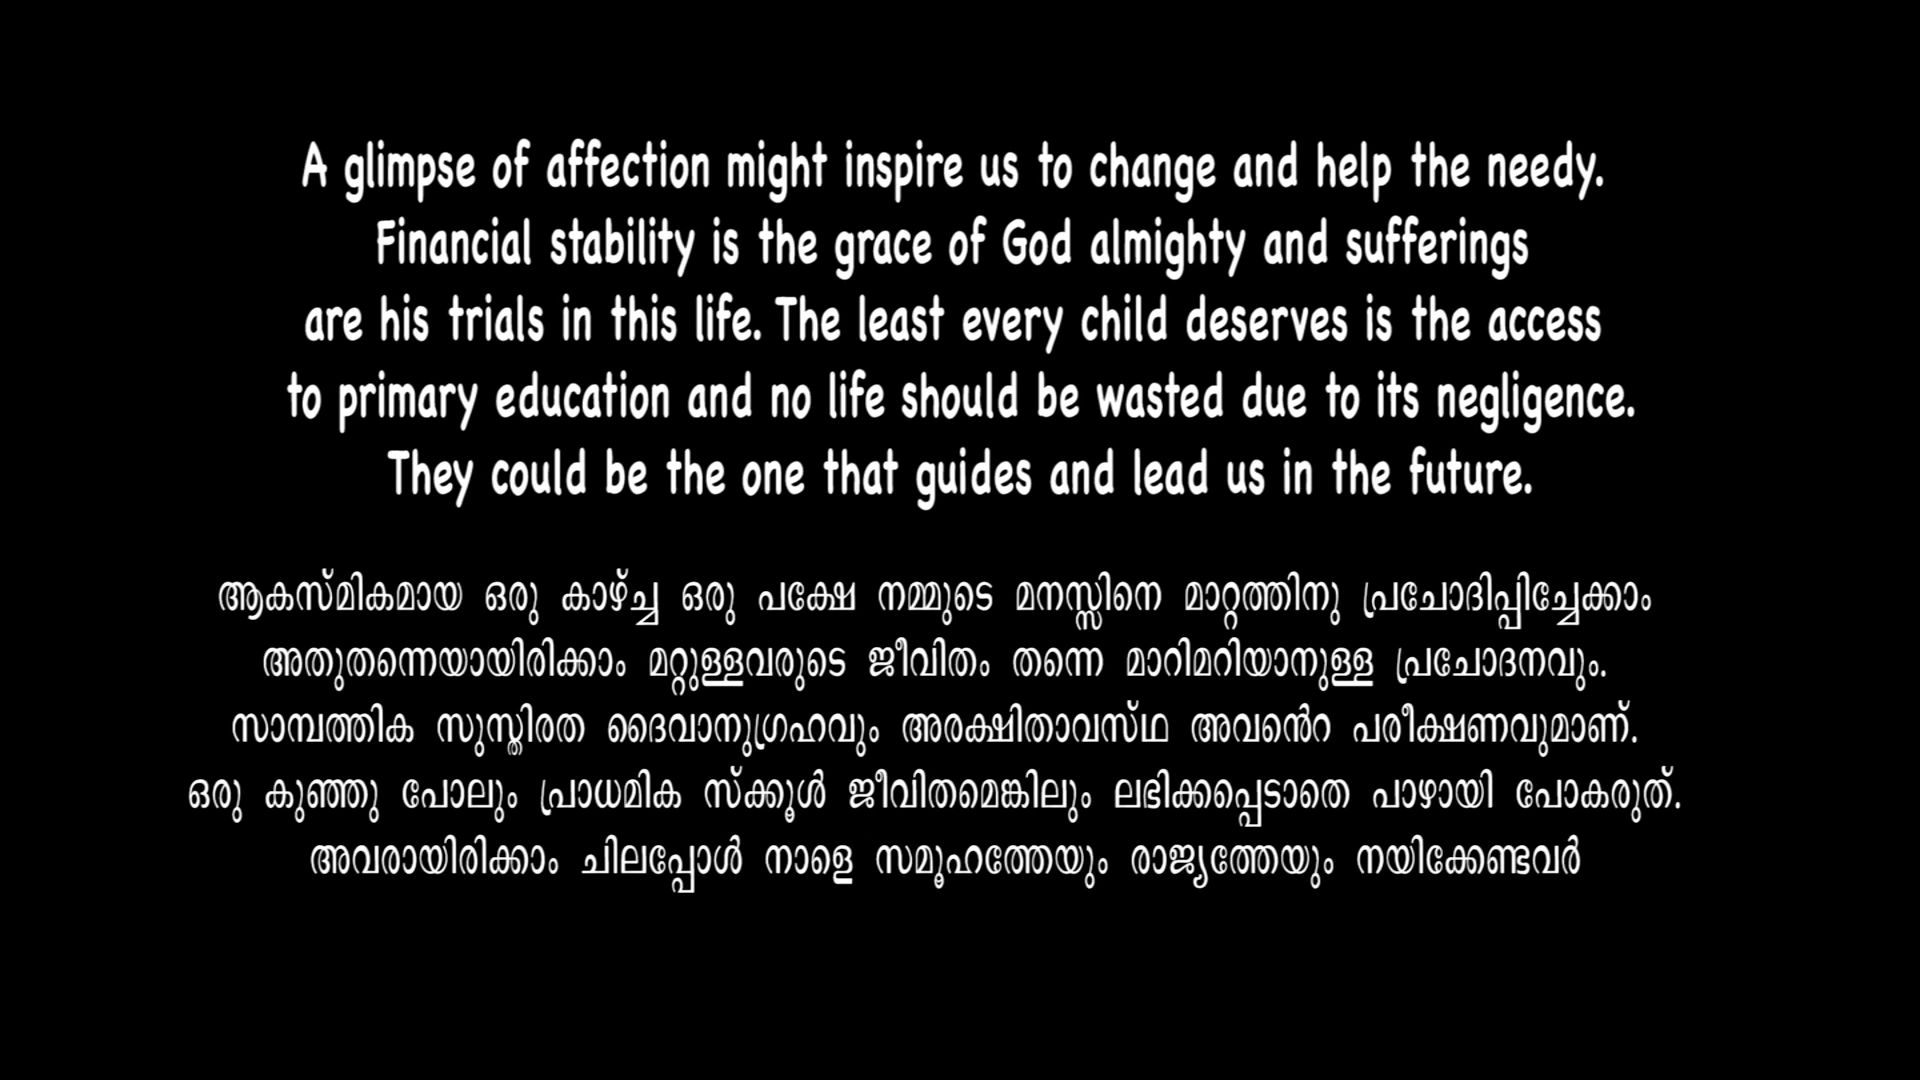 A glimpse of affection might inspire us to change and help the needy.
Financial stability is the grace of God almighty and sufferings
are his trials in this life. The least every child deserves is the access
to primary education and no life should be wasted due to its negligence.
They could be the one that guides and lead us in the future.
ആകസ്മികമായ ഒരു കാഴ്ച്ച ഒരു പക്ഷേ നമ്മുടെ മനസ്സിനെ മാറ്റത്തിനു പ്രചോദിപ്പിച്ചേക്കാം
അതുതന്നെയായിരിക്കാം മറ്റുള്ളവരുടെ ജീവിതം തന്നെ മാറിമറിയാനുള്ള പ്രചോദനവും.
സാമ്പത്തിക സുസ്തിരത ദൈവാനുഗ്രഹവും അരക്ഷിതാവസ്ഥ അവൻെറ പരീക്ഷണവുമാണ്.
ഒരു കുഞ്ഞു പോലും പ്രാധമിക സ്ക്കൂൾ ജീവിതമെങ്കിലും ലഭിക്കപ്പെടാതെ പാഴായി പോകരുത്.
അവരായിരിക്കാം ചിലപ്പോൾ നാളെ സമൂഹത്തേയും രാജ്യത്തേയും നയിക്കേണ്ടവർ